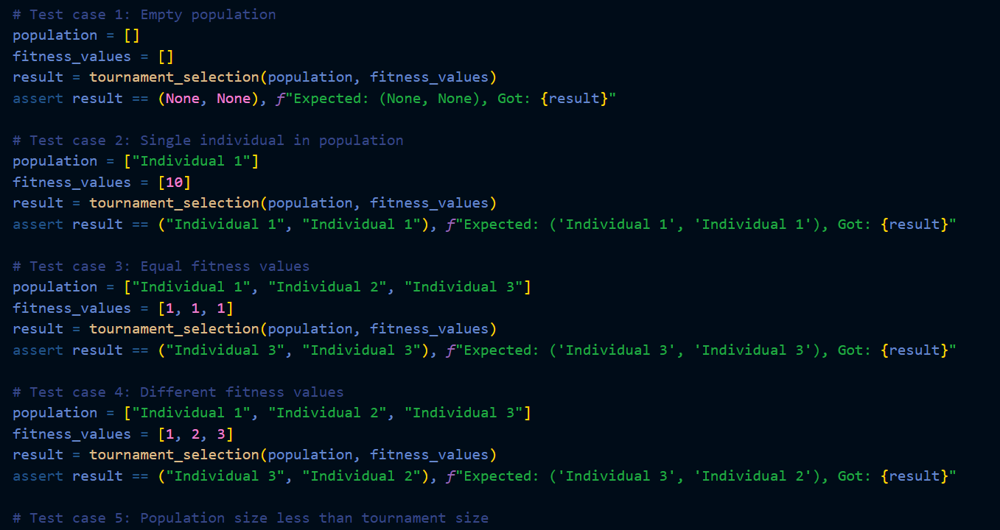 # Test case 1: Empty population
population = []
fitness_values = []
result = tournament_selection(population, fitness_values)
assert result == (None, None), f"Expected: (None, None), Got: {result}"
# Test case 2: Single individual in population
population = ["Individual 1"]
fitness_values = [10]
result = tournament_selection(population, fitness_values)
assert result == ("Individual 1", "Individual 1"), f"Expected: ('Individual 1', 'Individual 1'), Got: {result}"
# Test case 3: Equal fitness values
population = ["Individual 1", "Individual 2", "Individual 3"]
fitness_values = [1, 1, 1]
result = tournament_selection(population, fitness_values)
assert result == ("Individual 3", "Individual 3"), f"Expected: ('Individual 3', 'Individual 3'), Got: {result}"
# Test case 4: Different fitness values
population = ["Individual 1", "Individual 2", "Individual 3"]
fitness_values = [1, 2, 3]
result = tournament_selection(population, fitness_values)
assert result == ("Individual 3", "Individual 2"), f"Expected: ('Individual 3', 'Individual 2'), Got: {result}"
# Test case 5: Population size less than tournament size